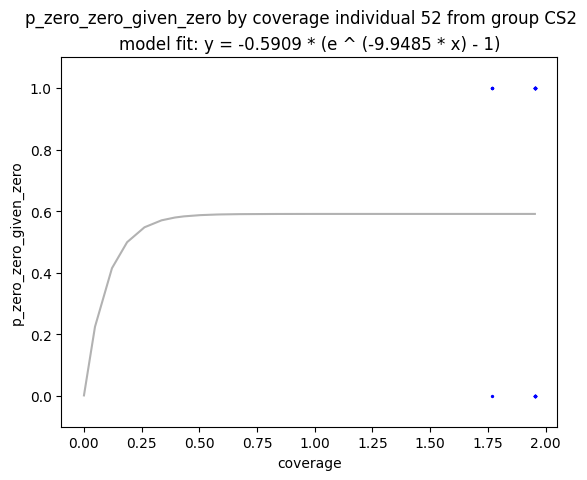 p_zero_zero_given_zero by coverage individual 52 from group CS2
model fit: y = -0.5909 * (e ^ (-9.9485 * x) - 1)
p_zero_zero_given_zero
1.0
0.8
0.6
0.4
0.2
0.0
0.00 0.25 0.50 0.75 1.00 1.25 1.50 1.75 2.00
coverage